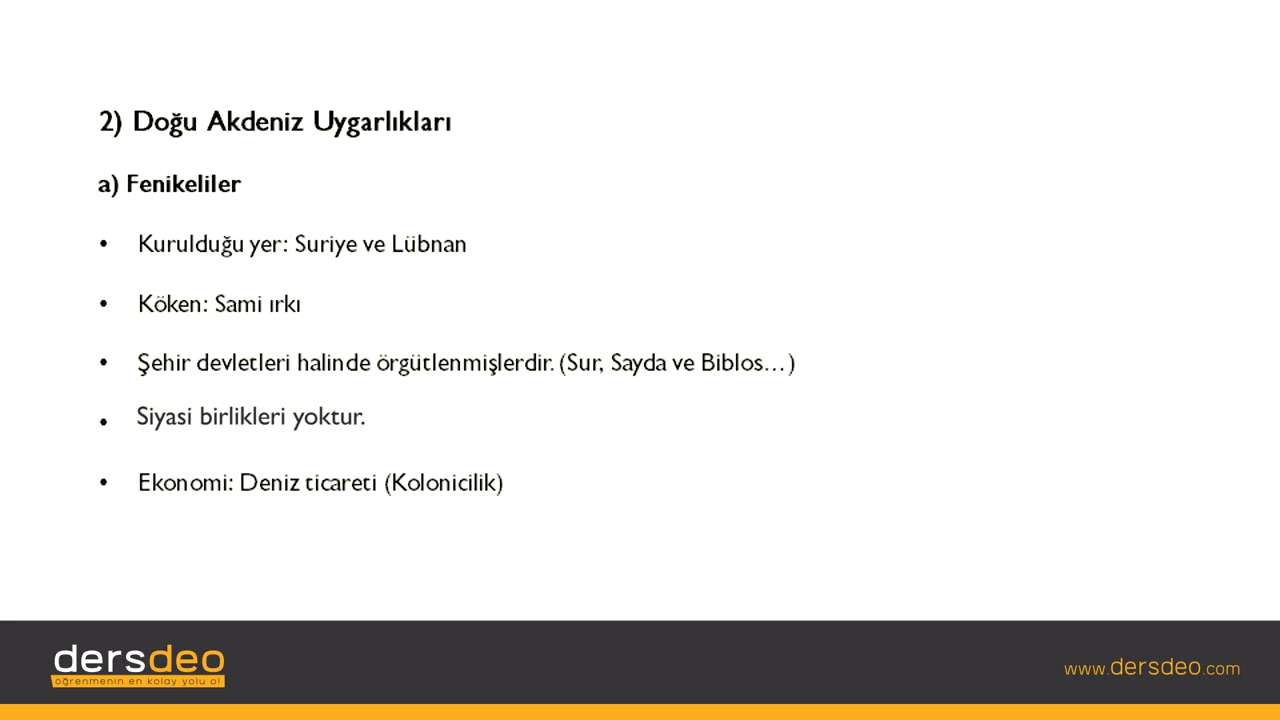 2) Doğu Akdeniz Uygarlıkları
a) Fenikeliler
• Kurulduğu yer: Suriye ve Lübnan
• Köken: Sami ırkı
• Şehir devletleri halinde örgütlenmişlerdir. (Sur, Sayda ve Biblos…)
• Siyasi birlikleri yoktur.
• Ekonomi: Deniz ticareti (Kolonicilik)
dersdeo
öğrenmenin en kolay yolu o!
www.dersdeo.com